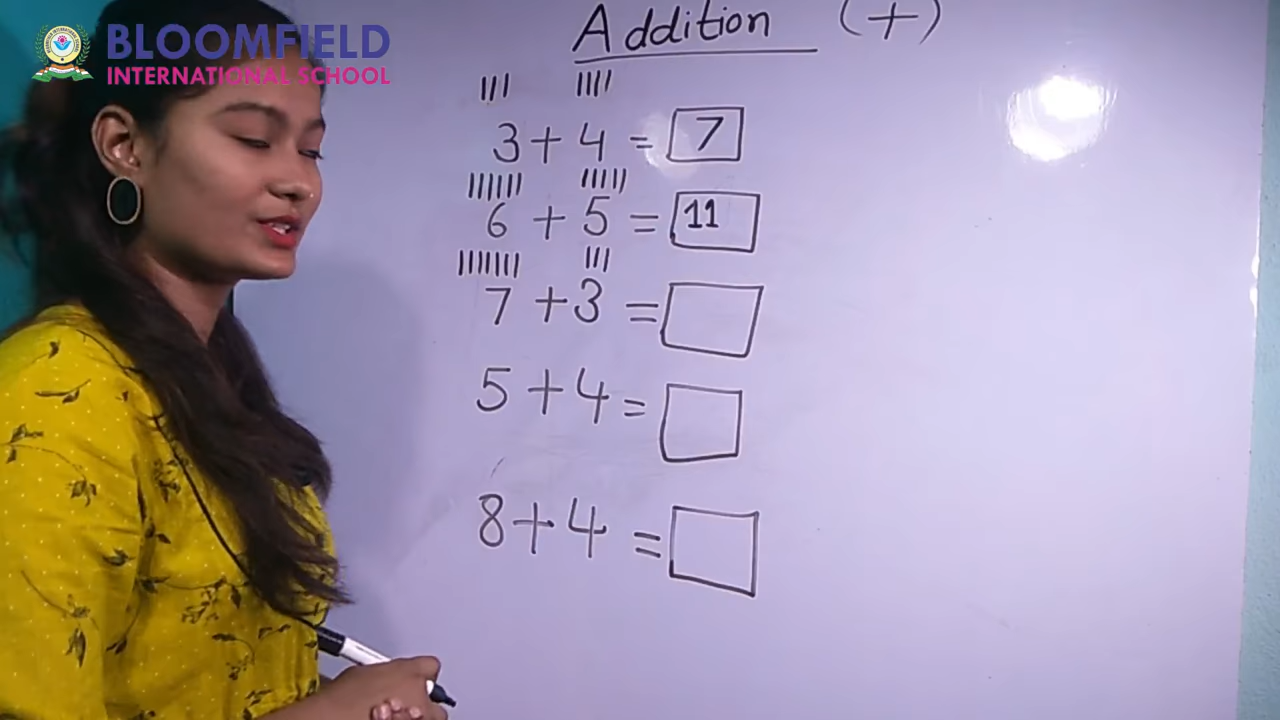 BLOOMFIELD
INTERNATIONAL SCHOOL
Addition (+)
3 + 4 = 7
6 + 5 = 11
7 + 3 =
5 + 4 =
8 + 4 =